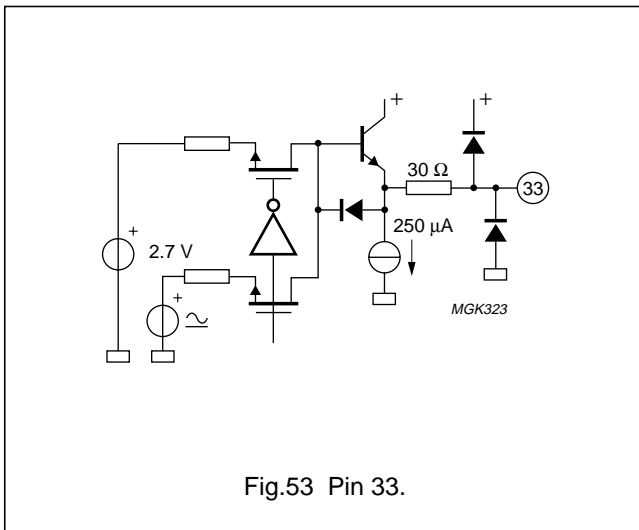 +
+
30 Ω
33
+
2.7 V
250 µA
+
MGK323
Fig.53 Pin 33.